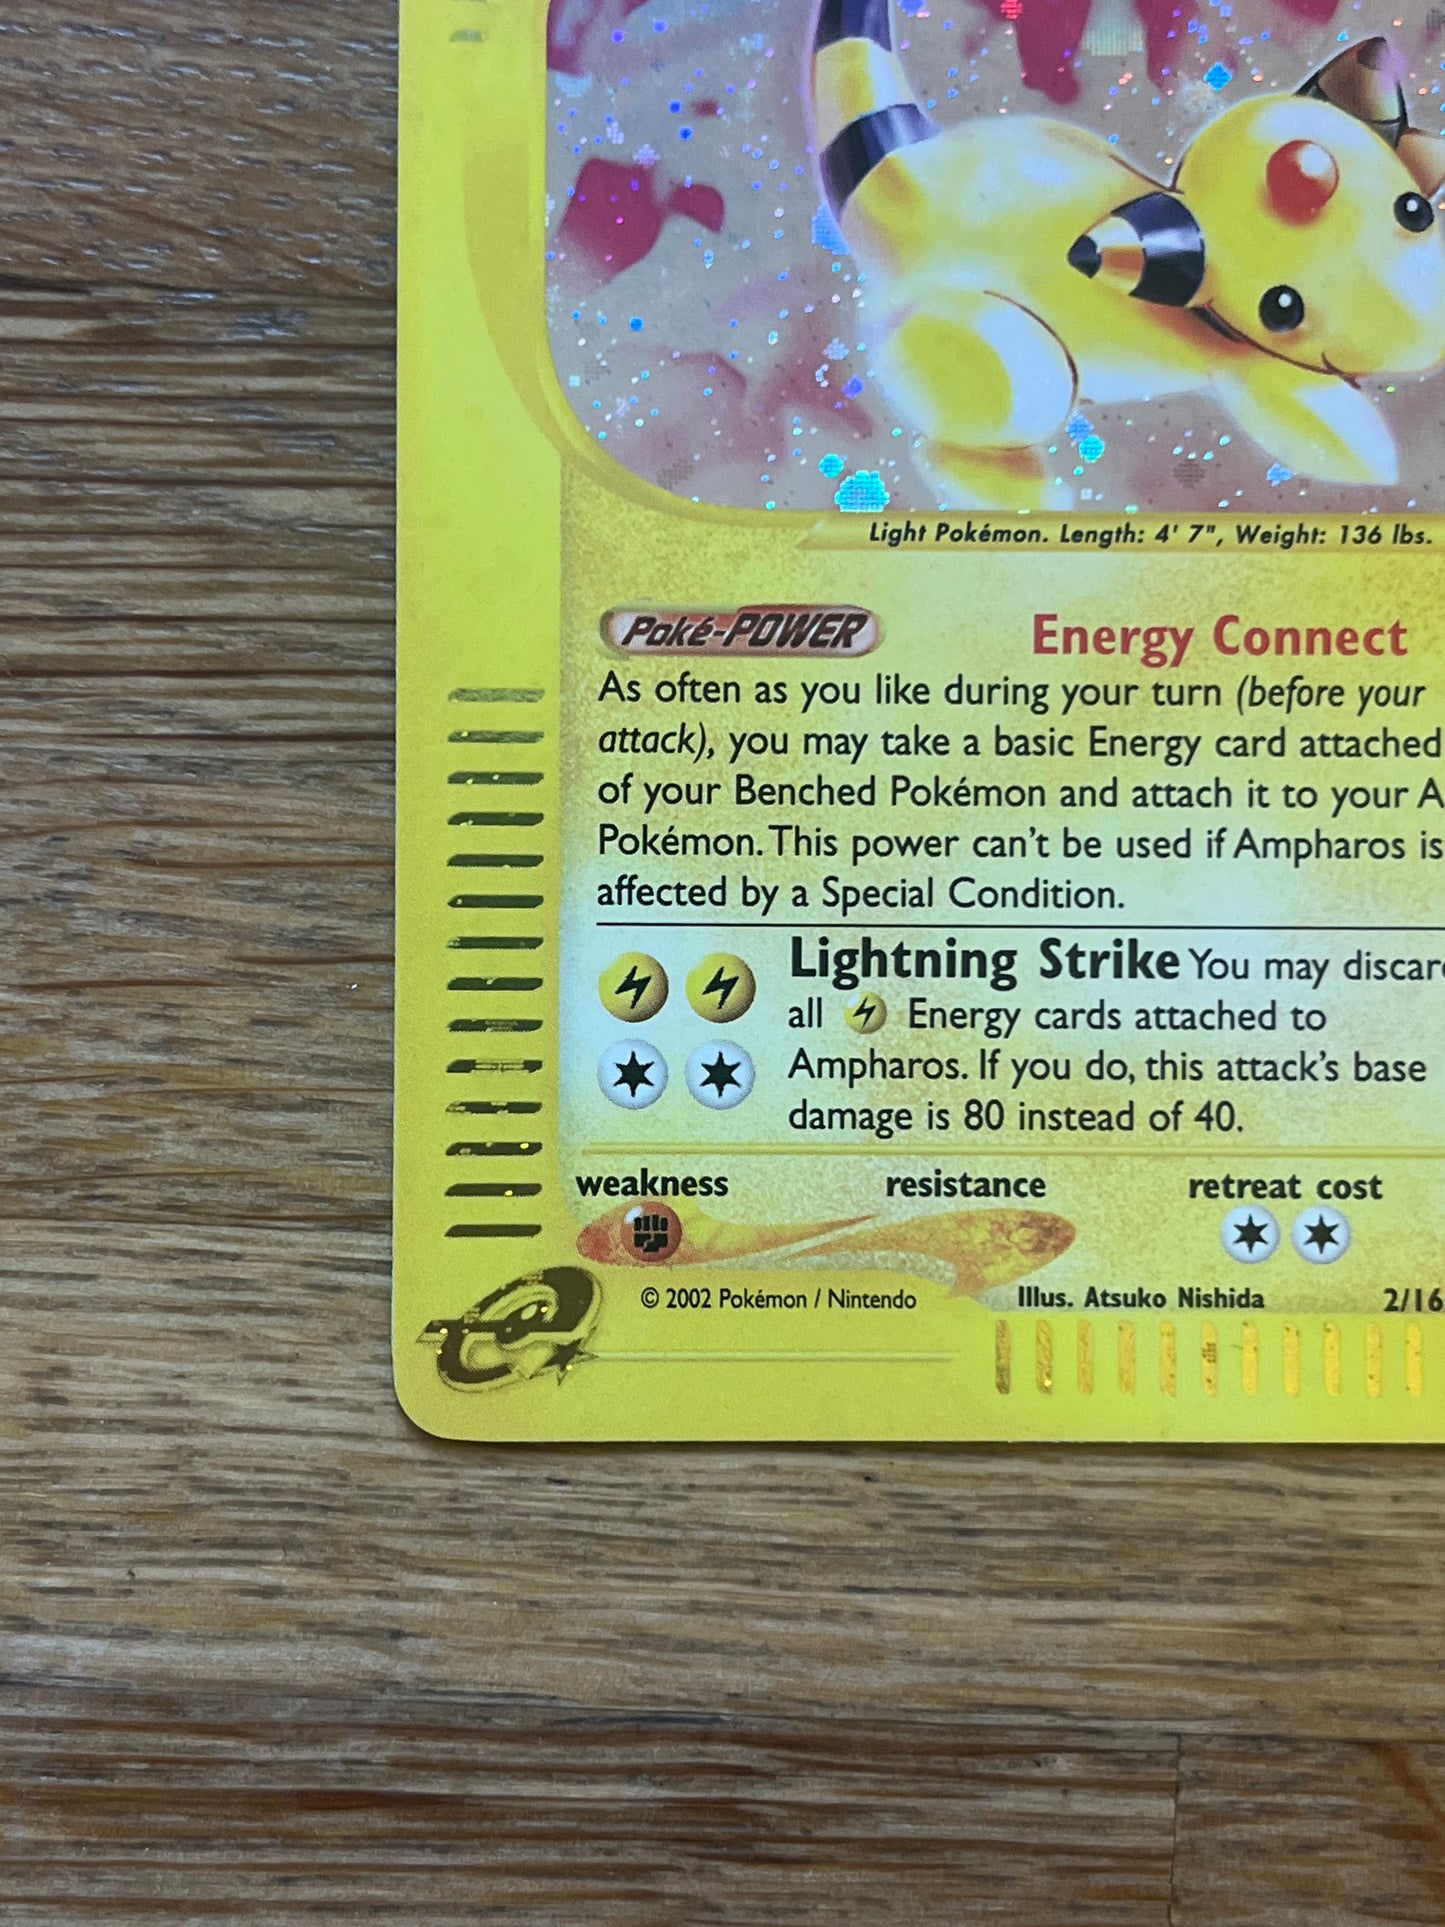 Light Pokémon. Length: 4' 7", Weight: 136 lbs.
Poké-POWER Energy Connect
As often as you like during your turn (before your
attack), you may take a basic Energy card attached
of your Benched Pokémon and attach it to your A
Pokémon. This power can't be used if Ampharos is
affected by a Special Condition.
Lightning Strike You may discard
all Energy cards attached to
Ampharos. If you do, this attack's base
damage is 80 instead of 40.
weakness resistance retreat cost
© 2002 Pokémon / Nintendo Illus. Atsuko Nishida 2/16
e